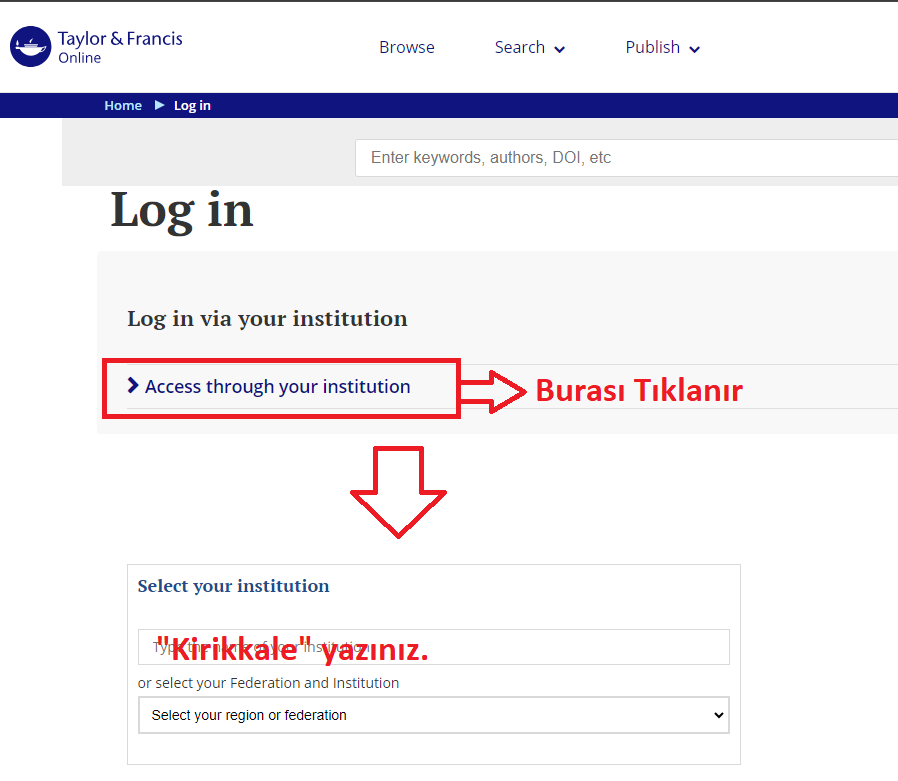 Taylor & Francis
Online
Browse
Search
Publish
Home
Log in
Enter keywords, authors, DOI, etc
Log in
Log in via your institution
Access through your institution
Burası Tıklanır
Select your institution
Type the name of your institution
"Kirikkale" yazınız.
or select your Federation and Institution
Select your region or federation